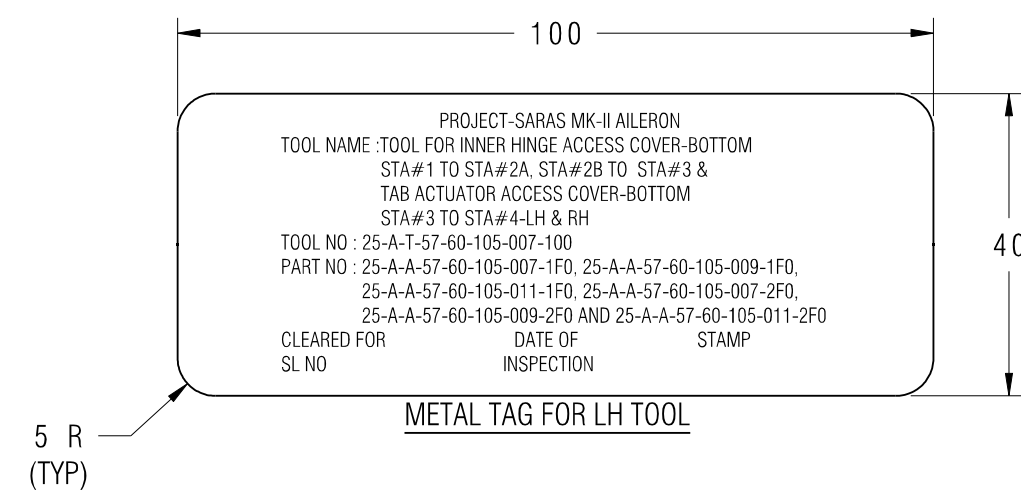 100
PROJECT-SARAS MK-II AILERON
TOOL NAME :TOOL FOR INNER HINGE ACCESS COVER-BOTTOM
STA#1 TO STA#2A, STA#2B TO STA#3 &
TAB ACTUATOR ACCESS COVER-BOTTOM
STA#3 TO STA#4-LH & RH
TOOL NO : 25-A-T-57-60-105-007-100
PART NO : 25-A-A-57-60-105-007-1F0, 25-A-A-57-60-105-009-1F0,
25-A-A-57-60-105-011-1F0, 25-A-A-57-60-105-007-2F0,
25-A-A-57-60-105-009-2F0 AND 25-A-A-57-60-105-011-2F0
CLEARED FOR DATE OF STAMP
SL NO INSPECTION
40
METAL TAG FOR LH TOOL
5 R
(TYP)